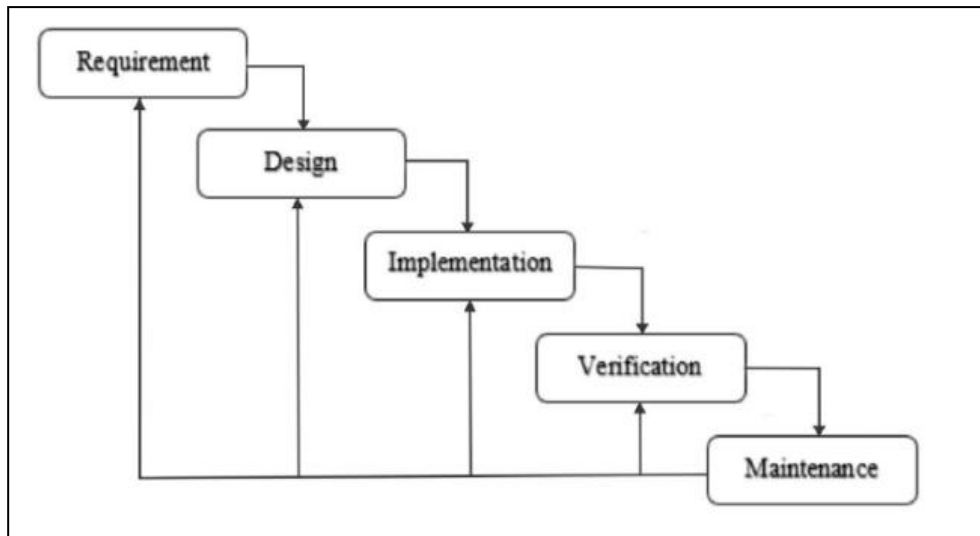 Requirement
Design
Implementation
Verification
Maintenance